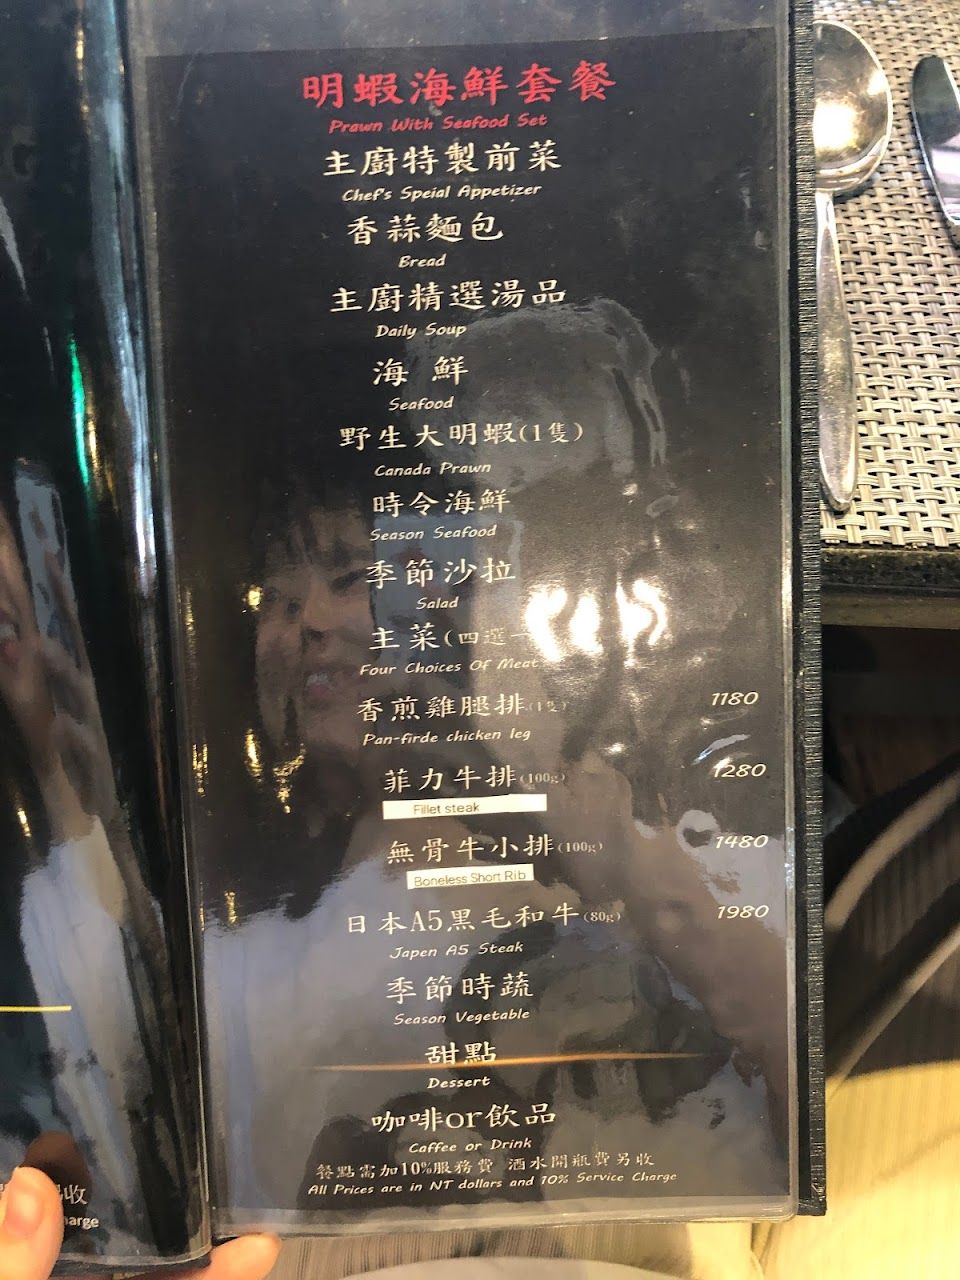 明蝦海鮮套餐
Prawn With Seafood Set
主廚特製前菜
Chef's Speial Appetizer
香蒜麵包
Bread
主廚精選湯品
Daily Soup
海 鮮
Seafood
野生大明蝦(1隻)
Canada Prawn
時令海鮮
Season Seafood
季節沙拉
Salad
主菜(四選一
Four Choices Of Meat
香煎雞腿排(1隻) 1180
Pan-firde chicken leg
菲力牛排(100g) 1280
Fillet steak
無骨牛小排(100g) 1480
Boneless Short Rib
日本A5黑毛和牛(80g) 1980
Japen A5 Steak
季節時蔬
Season Vegetable
甜點
Dessert
咖啡or飲品
Caffee or Drink
餐點需加10%服務費 酒水開瓶費另收
All Prices are in NT dollars and 10% Service Charge
收
harge